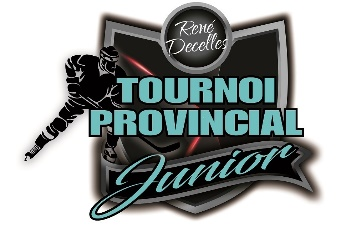 René
Decelles
TOURNOI
PROVINCIAL
Junior